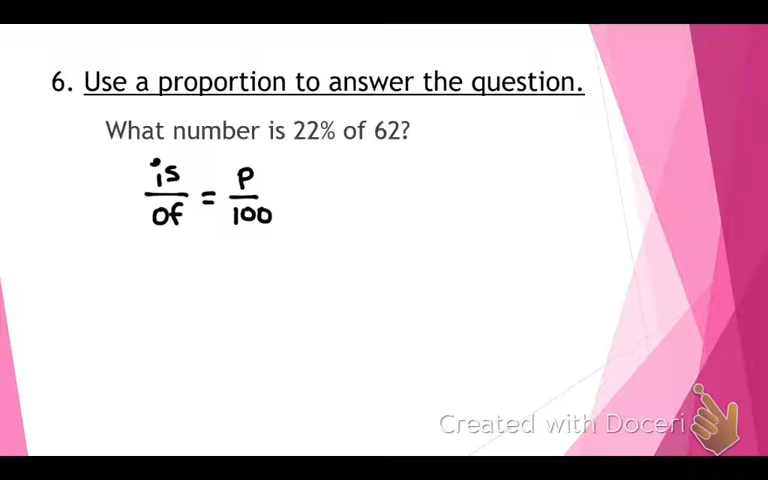 6. Use a proportion to answer the question.
What number is 22% of 62?
is/of = P/100
Created with Doceri